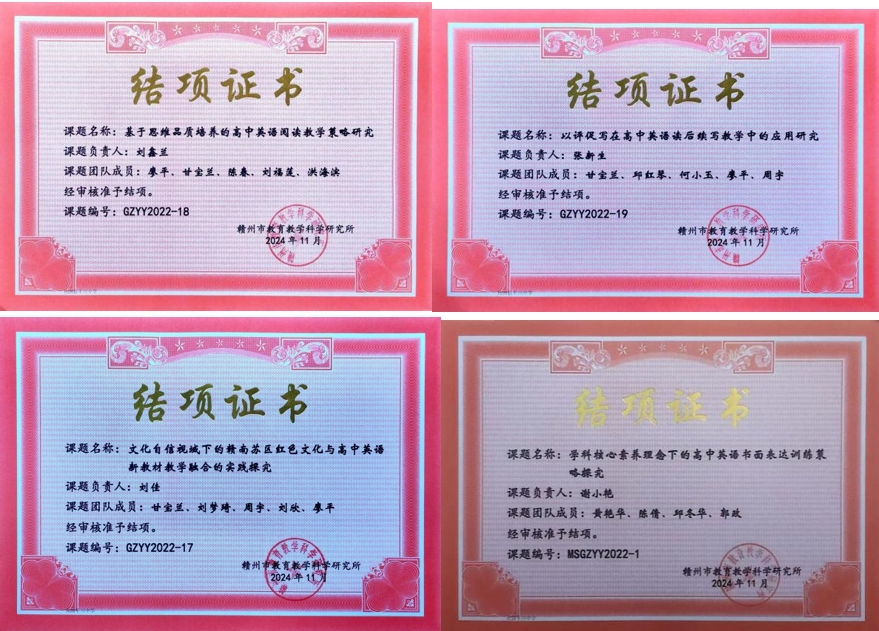 结项证书
课题名称：基于思维品质培养的高中英语阅读教学策略研究
课题负责人：刘鑫兰
课题团队成员：廖平、甘宝兰、陈春、刘福莲、洪海滨
经审核准予结项。
课题编号：GZYY2022-18
赣州市教育教学科学研究所
2024年11月
结项证书
课题名称：以评促写在高中英语读后续写教学中的应用研究
课题负责人：张新生
课题团队成员：甘宝兰、邱红琴、何小玉、廖平、周宇
经审核准予结项。
课题编号：GZYY2022-19
赣州市教育教学科学研究所
2024年11月
结项证书
课题名称：文化自信视域下的赣南苏区红色文化与高中英语
新教材教学融合的实践探究
课题负责人：刘佳
课题团队成员：甘宝兰、刘梦琦、周宇、刘欣、廖平
经审核准予结项。
课题编号：GZYY2022-17
赣州市教育教学科学研究所
2024年11月
结项证书
课题名称：学科核心素养理念下的高中英语书面表达训练策
略探究
课题负责人：谢小艳
课题团队成员：黄艳华、陈倩、邱冬华、郭政
经审核准予结项。
课题编号：MSGZYY2022-1
赣州市教育教学科学研究所
2024年11月